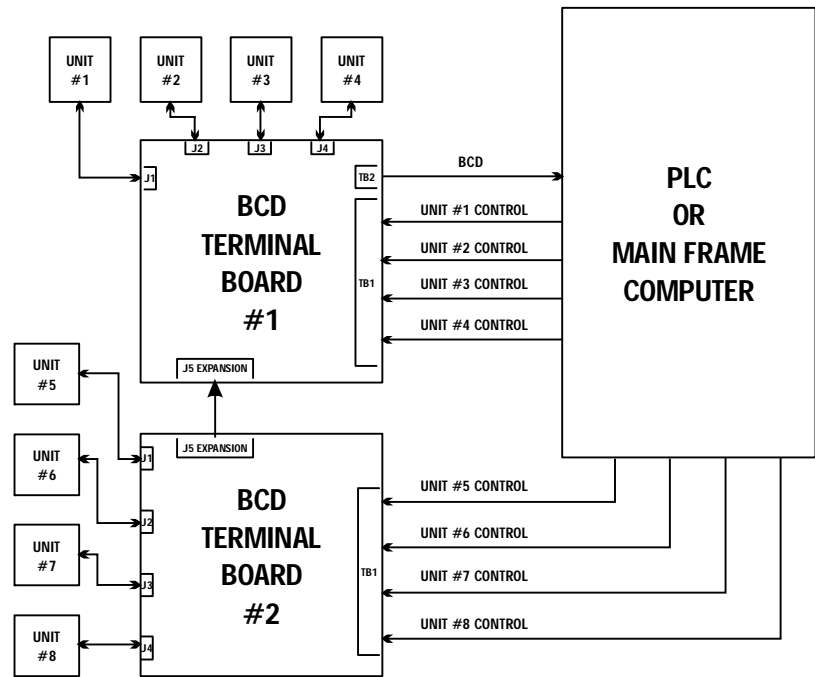 UNIT
#1
UNIT
#2
UNIT
#3
UNIT
#4
J2
J3
J4
J1
TB2
BCD
BCD
TERMINAL
BOARD
#1
TB1
UNIT #1 CONTROL
UNIT #2 CONTROL
UNIT #3 CONTROL
UNIT #4 CONTROL
PLC
OR
MAIN FRAME
COMPUTER
J5 EXPANSION
UNIT
#5
UNIT
#6
UNIT
#7
UNIT
#8
J5 EXPANSION
J1
J2
J3
J4
BCD
TERMINAL
BOARD
#2
TB1
UNIT #5 CONTROL
UNIT #6 CONTROL
UNIT #7 CONTROL
UNIT #8 CONTROL